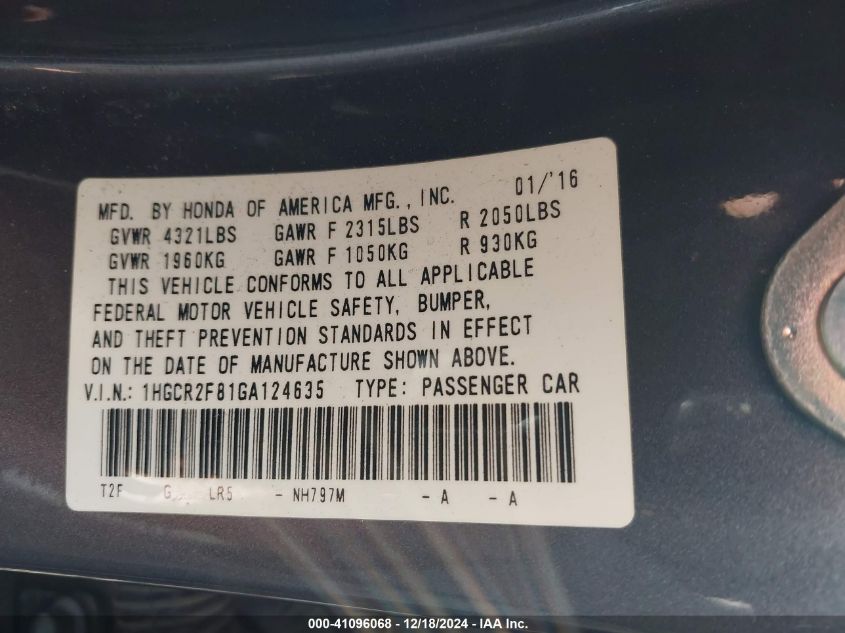 MFD. BY HONDA OF AMERICA MFG., INC. 01/'16
GVWR 4321LBS GAWR F 2315LBS R 2050LBS
GVWR 1960KG GAWR F 1050KG R 930KG
THIS VEHICLE CONFORMS TO ALL APPLICABLE
FEDERAL MOTOR VEHICLE SAFETY, BUMPER,
AND THEFT PREVENTION STANDARDS IN EFFECT
ON THE DATE OF MANUFACTURE SHOWN ABOVE.
V.I.N.: 1HGCR2F81GA124635 TYPE: PASSENGER CAR
T2F G LR5 - NH797M - A - A
000-41096068 - 12/18/2024 - IAA Inc.